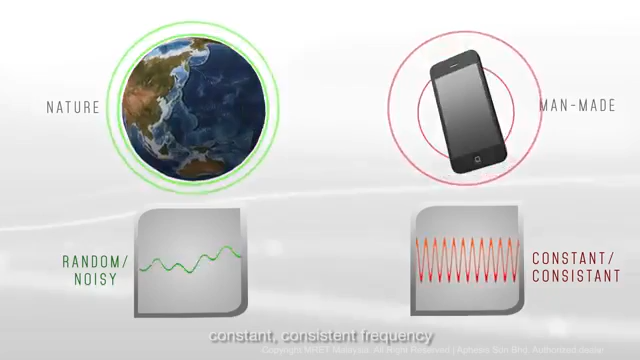 NATURE
MAN-MADE
RANDOM/
NOISY
CONSTANT/
CONSISTANT
constant, consistent frequency
Copyright MRET Malaysia. All Right Reserved | Aphesis Sdn Bhd. Authorized dealer